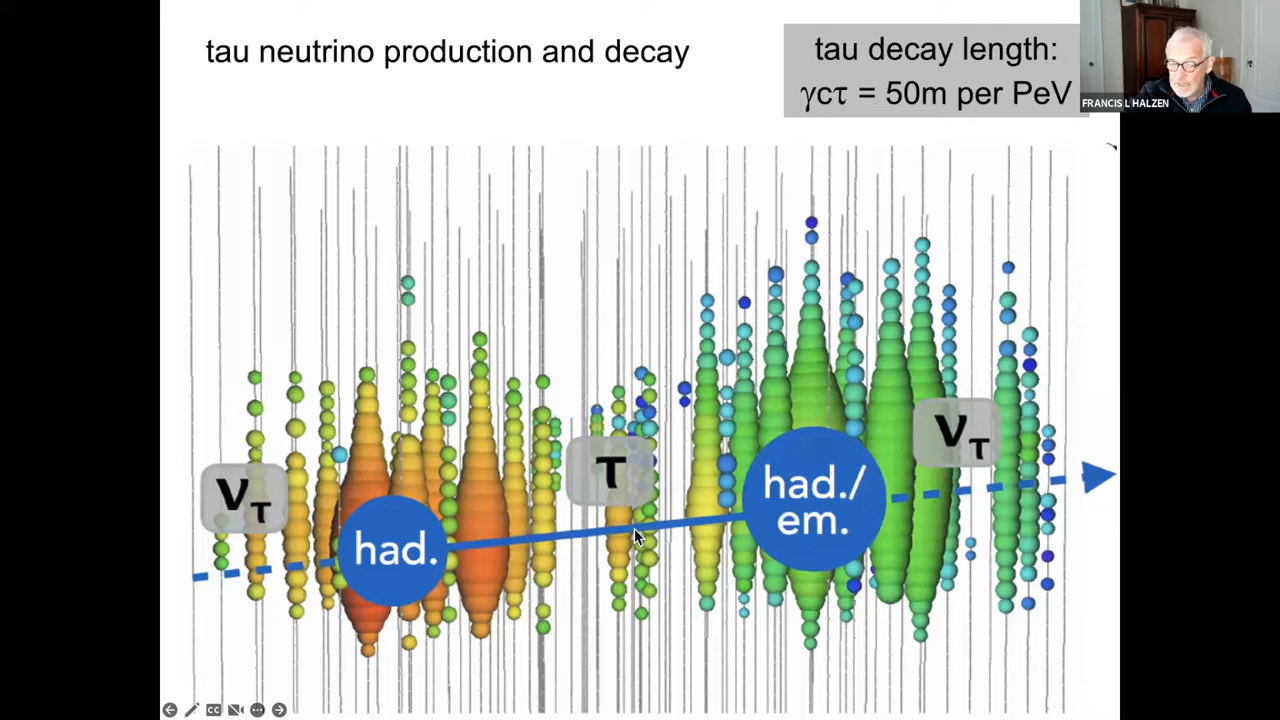 tau neutrino production and decay
tau decay length:
γcτ = 50m per PeV
FRANCIS L HALZEN
ντ
had.
τ
had./
em.
ντ
CC